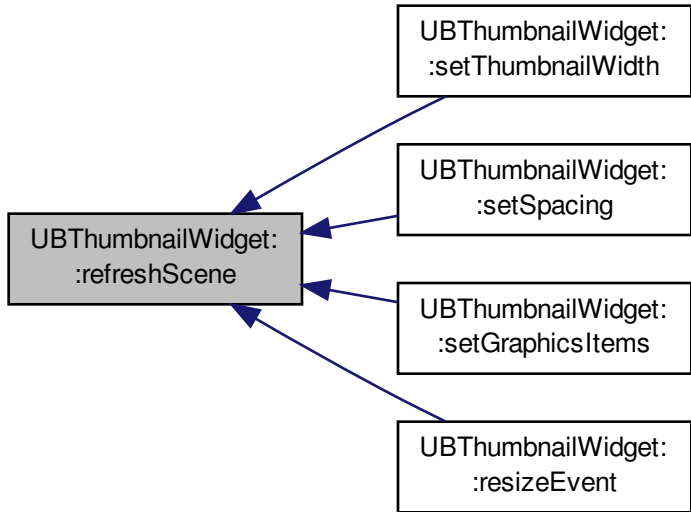 UBThumbnailWidget:
:setThumbnailWidth
UBThumbnailWidget:
:setSpacing
UBThumbnailWidget:
:refreshScene
UBThumbnailWidget:
:setGraphicsItems
UBThumbnailWidget:
:resizeEvent